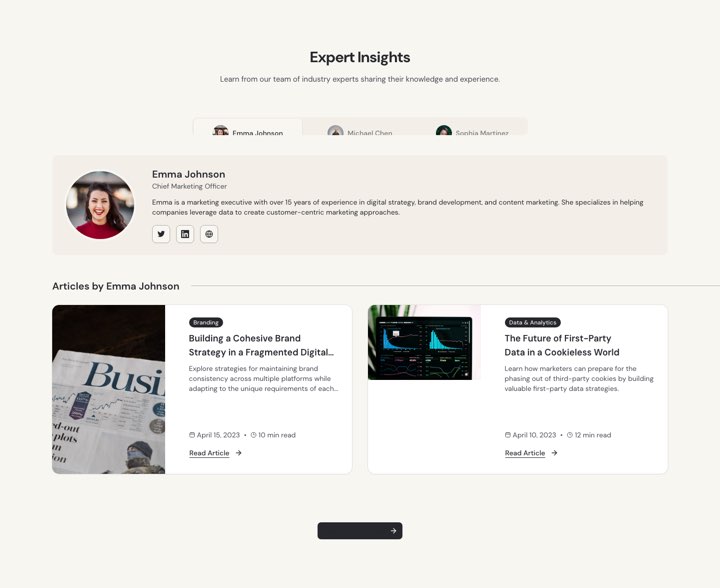 Expert Insights
Learn from our team of industry experts sharing their knowledge and experience.
Emma Johnson
Michael Chen
Sophia Martinez
Emma Johnson
Chief Marketing Officer
Emma is a marketing executive with over 15 years of experience in digital strategy, brand development, and content marketing. She specializes in helping
companies leverage data to create customer-centric marketing approaches.
Articles by Emma Johnson
Busi
Branding
Building a Cohesive Brand
Strategy in a Fragmented Digital...
Explore strategies for maintaining brand
consistency across multiple platforms while
adapting to the unique requirements of each...
April 15, 2023 • 10 min read
Read Article
Data & Analytics
The Future of First-Party
Data in a Cookieless World
Learn how marketers can prepare for the
phasing out of third-party cookies by building
valuable first-party data strategies.
April 10, 2023 • 12 min read
Read Article